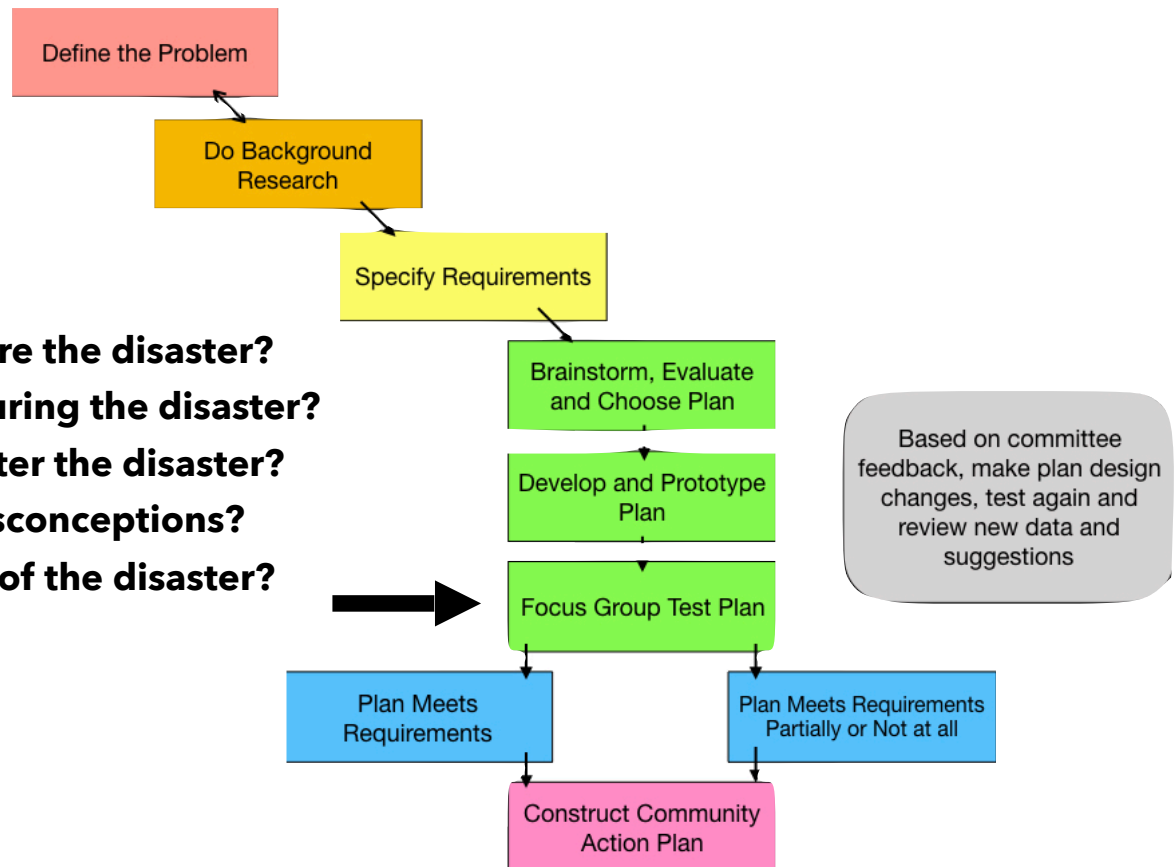 Define the Problem
Do Background
Research
Specify Requirements
re the disaster?
uring the disaster?
ter the disaster?
sconceptions?
of the disaster?
Brainstorm, Evaluate
and Choose Plan
Develop and Prototype
Plan
Focus Group Test Plan
Based on committee
feedback, make plan design
changes, test again and
review new data and
suggestions
Plan Meets
Requirements
Plan Meets Requirements
Partially or Not at all
Construct Community
Action Plan